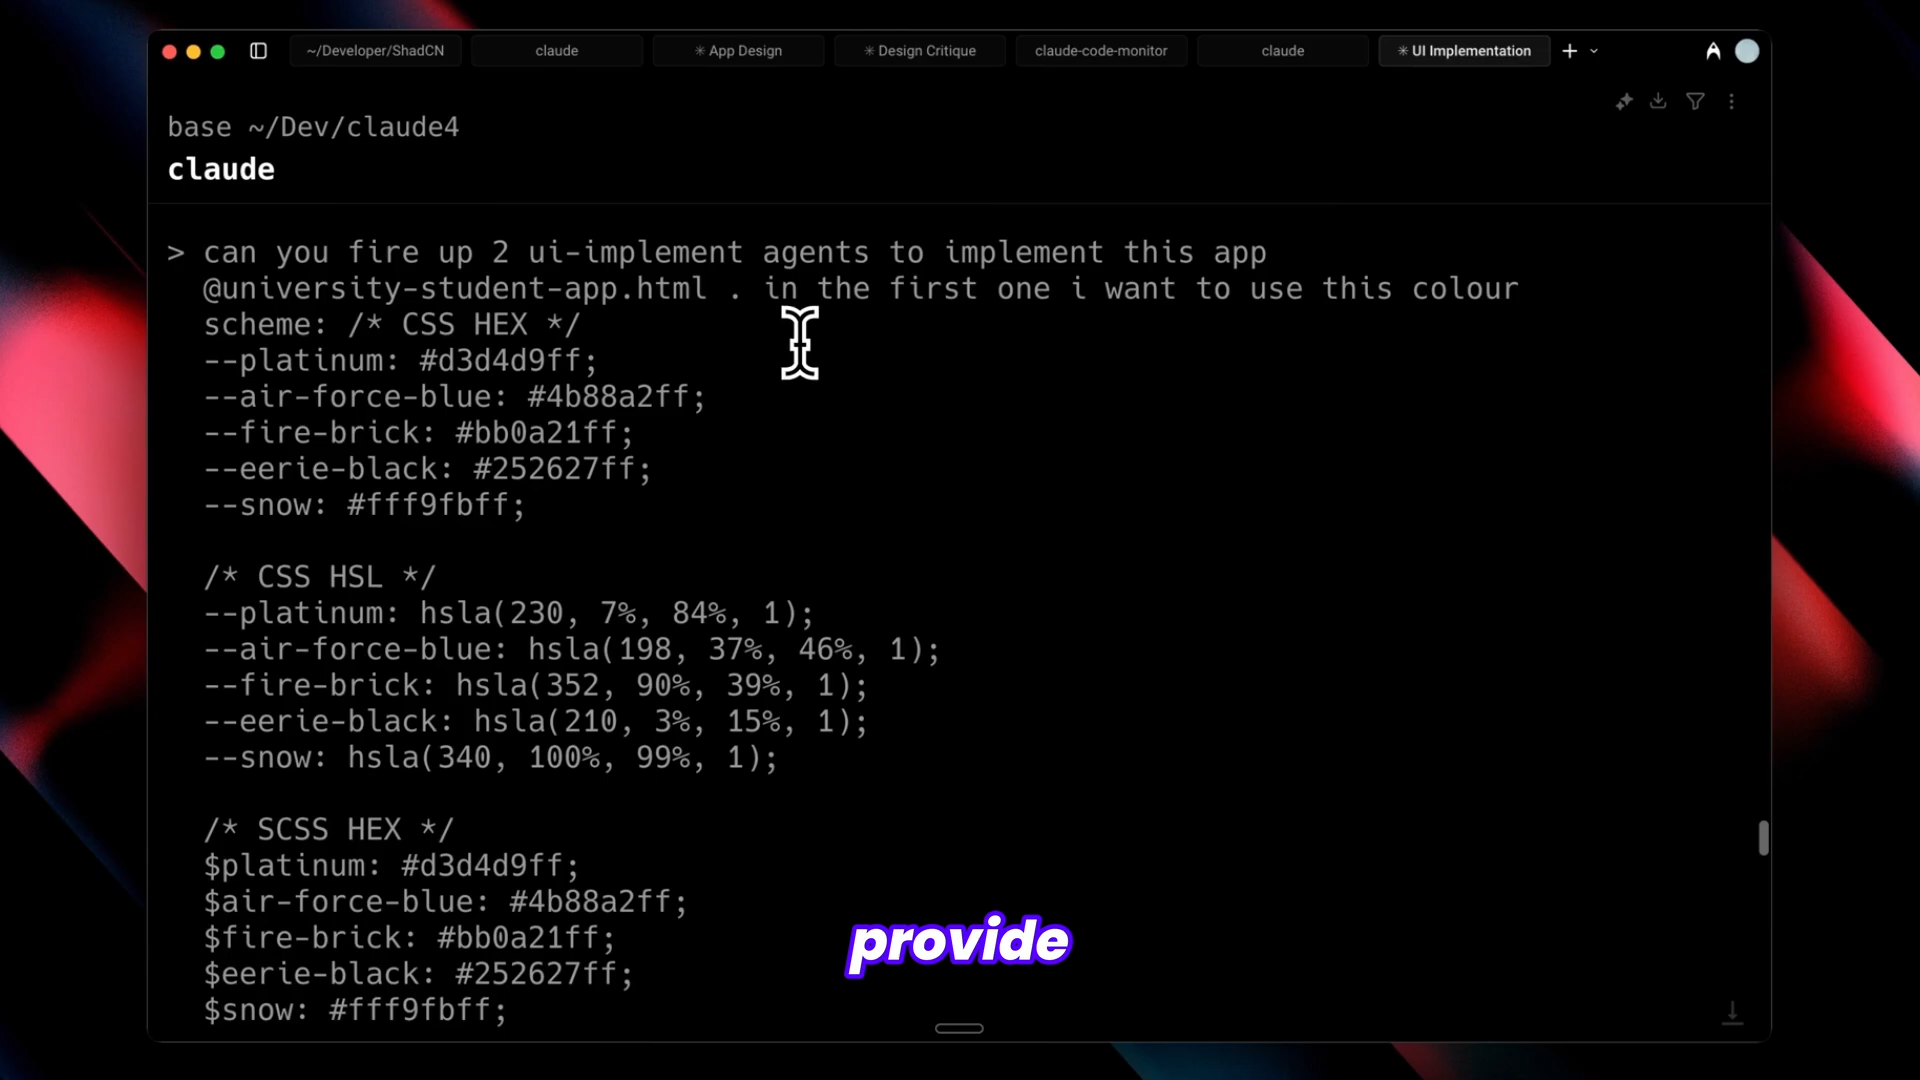 ~/Developer/ShadCN
claude
✳ App Design
✳ Design Critique
claude-code-monitor
claude
✳ UI Implementation
base ~/Dev/claude4
claude
> can you fire up 2 ui-implement agents to implement this app
@university-student-app.html . in the first one i want to use this colour
scheme: /* CSS HEX */
--platinum: #d3d4d9ff;
--air-force-blue: #4b88a2ff;
--fire-brick: #bb0a21ff;
--eerie-black: #252627ff;
--snow: #fff9fbff;
/* CSS HSL */
--platinum: hsla(230, 7%, 84%, 1);
--air-force-blue: hsla(198, 37%, 46%, 1);
--fire-brick: hsla(352, 90%, 39%, 1);
--eerie-black: hsla(210, 3%, 15%, 1);
--snow: hsla(340, 100%, 99%, 1);
/* SCSS HEX */
$platinum: #d3d4d9ff;
$air-force-blue: #4b88a2ff;
$fire-brick: #bb0a21ff;
$eerie-black: #252627ff;
$snow: #fff9fbff;
provide